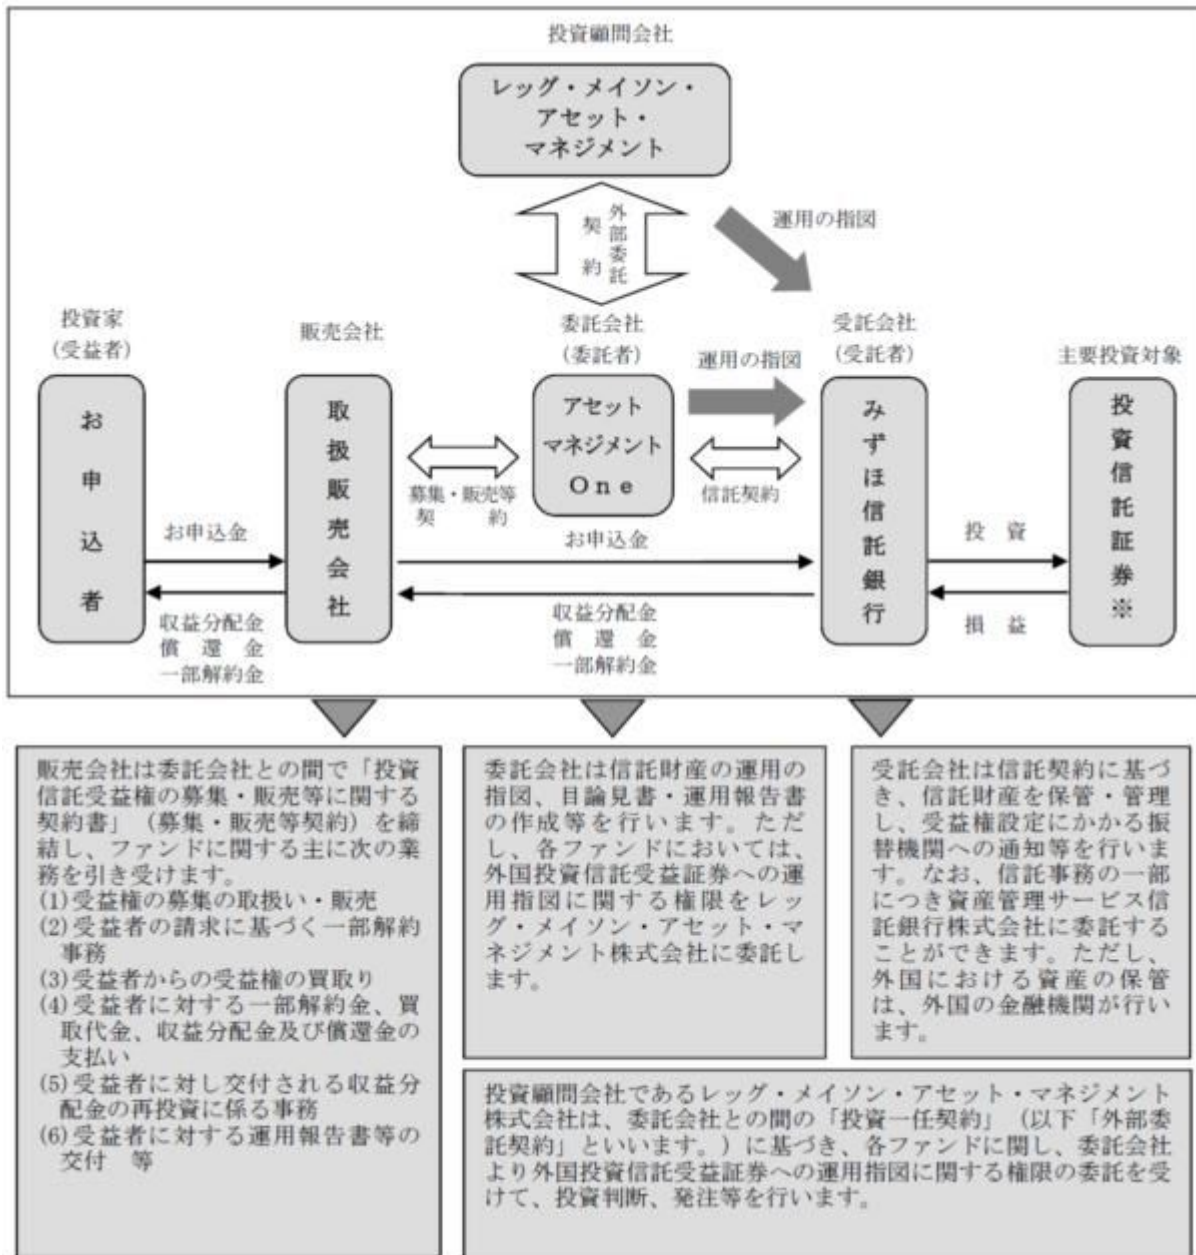 投資顧問会社
レッグ・メイソン・
アセット・
マネジメント
外部委託
契約
運用の指図
投資家
(受益者)
販売会社
委託会社
(委託者)
運用の指図
受託会社
(受託者)
主要投資対象
お申込者
取扱販売会社
アセット
マネジメント
One
みずほ信託銀行
投資信託証券※
募集・販売等
契約
信託契約
お申込金
お申込金
投資
収益分配金
償還金
一部解約金
収益分配金
償還金
一部解約金
損益
販売会社は委託会社との間で「投資
信託受益権の募集・販売等に関する
契約書」（募集・販売等契約）を締
結し、ファンドに関する主に次の業
務を引き受けます。
(1)受益権の募集の取扱い・販売
(2)受益者の請求に基づく一部解約
事務
(3)受益者からの受益権の買取り
(4)受益者に対する一部解約金、買
取代金、収益分配金及び償還金の
支払い
(5)受益者に対し交付される収益分
配金の再投資に係る事務
(6)受益者に対する運用報告書等の
交付　等
委託会社は信託財産の運用の
指図、目論見書・運用報告書
の作成等を行います。ただ
し、各ファンドにおいては、
外国投資信託受益証券への運
用指図に関する権限をレッ
グ・メイソン・アセット・マ
ネジメント株式会社に委託し
ます。
受託会社は信託契約に基づ
き、信託財産を保管・管理
し、受益権設定にかかる振
替機関への通知等を行いま
す。なお、信託事務の一部
につき資産管理サービス信
託銀行株式会社に委託する
ことができます。ただし、
外国における資産の保管
は、外国の金融機関が行い
ます。
投資顧問会社であるレッグ・メイソン・アセット・マネジメント
株式会社は、委託会社との間の「投資一任契約」（以下「外部委
託契約」といいます。）に基づき、各ファンドに関し、委託会社
より外国投資信託受益証券への運用指図に関する権限の委託を受
けて、投資判断、発注等を行います。